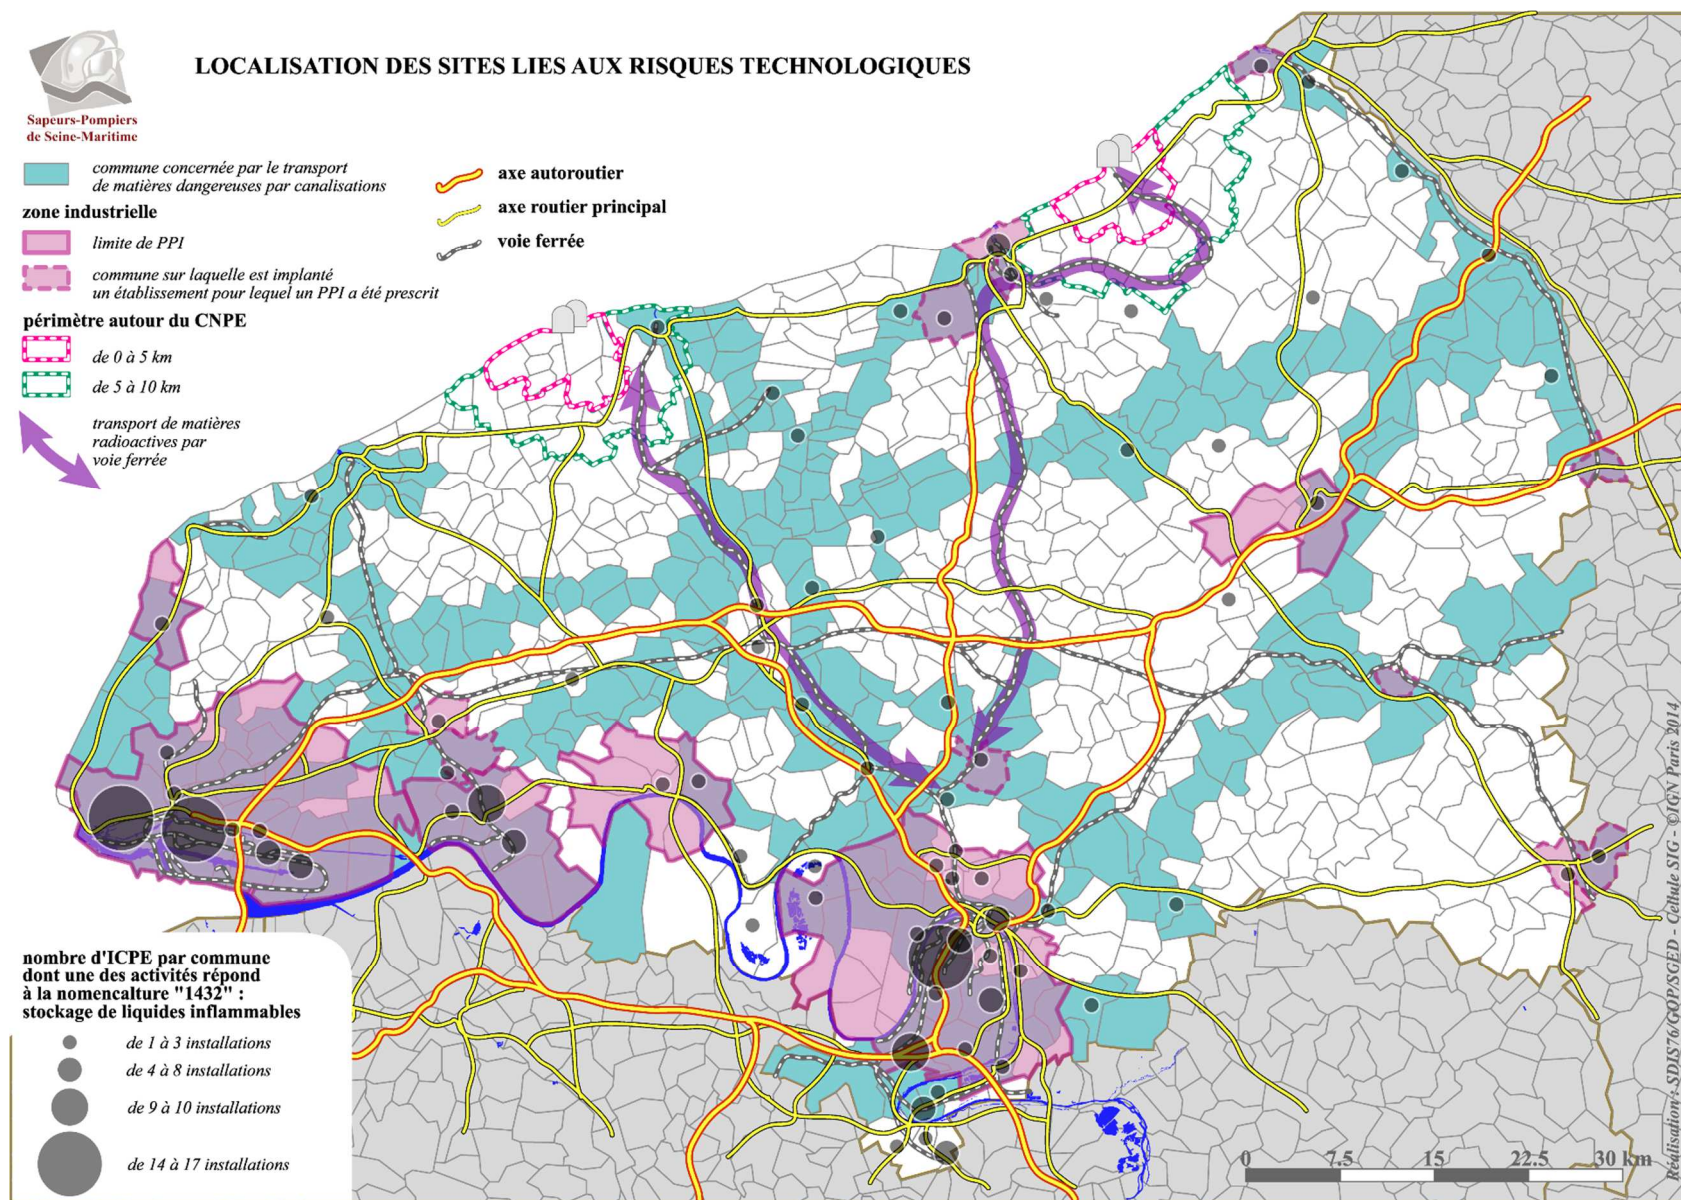 LOCALISATION DES SITES LIES AUX RISQUES TECHNOLOGIQUES
Sapeurs-Pompiers
de Seine-Maritime
commune concernée par le transport
de matières dangereuses par canalisations
zone industrielle
limite de PPI
commune sur laquelle est implanté
un établissement pour lequel un PPI a été prescrit
périmètre autour du CNPE
de 0 à 5 km
de 5 à 10 km
transport de matières
radioactives par
voie ferrée
axe autoroutier
axe routier principal
voie ferrée
nombre d'ICPE par commune
dont une des activités répond
à la nomencalture "1432" :
stockage de liquides inflammables
de 1 à 3 installations
de 4 à 8 installations
de 9 à 10 installations
de 14 à 17 installations
0 7.5 15 22.5 30 km
Réalisation : SDIS76/GOP/SGED - Cellule SIG - ©IGN Paris 2014